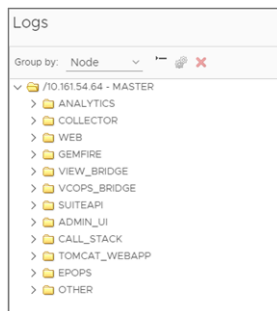 Logs
Group by: Node
/10.161.54.64 - MASTER
ANALYTICS
COLLECTOR
WEB
GEMFIRE
VIEW_BRIDGE
VCOPS_BRIDGE
SUITEAPI
ADMIN_UI
CALL_STACK
TOMCAT_WEBAPP
EPOPS
OTHER